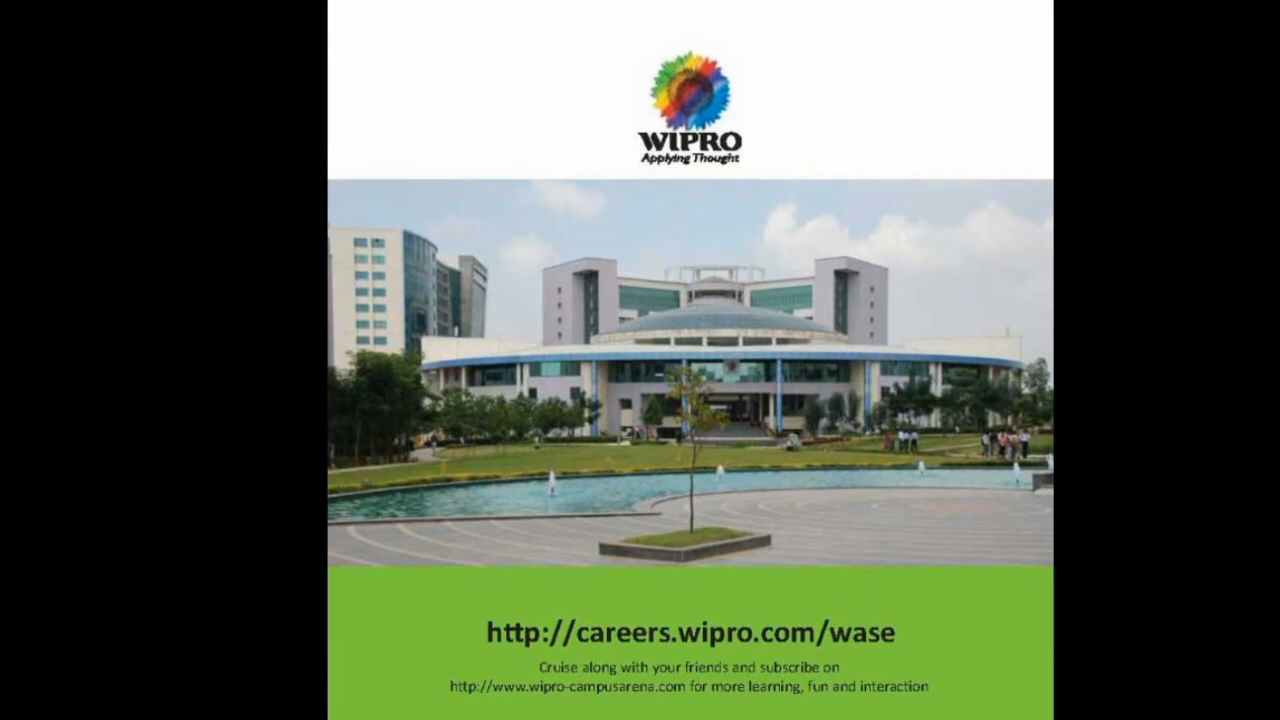 WIPRO
Applying Thought
http://careers.wipro.com/wase
Cruise along with your friends and subscribe on
http://www.wipro-campusarena.com for more learning, fun and interaction